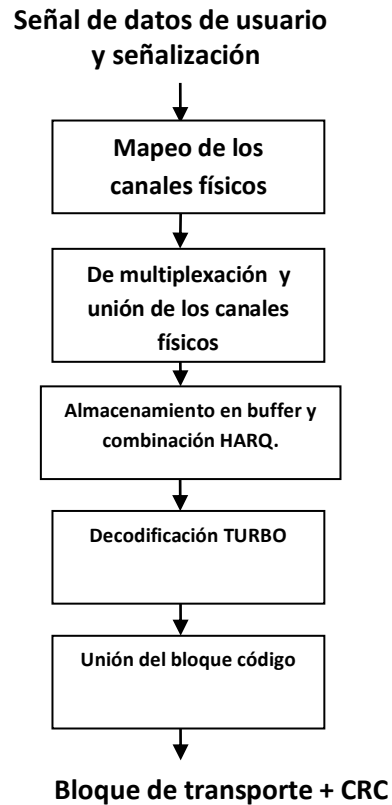 Señal de datos de usuario
y señalización
Mapeo de los
canales físicos
De multiplexación y
unión de los canales
físicos
Almacenamiento en buffer y
combinación HARQ.
Decodificación TURBO
Unión del bloque código
Bloque de transporte + CRC